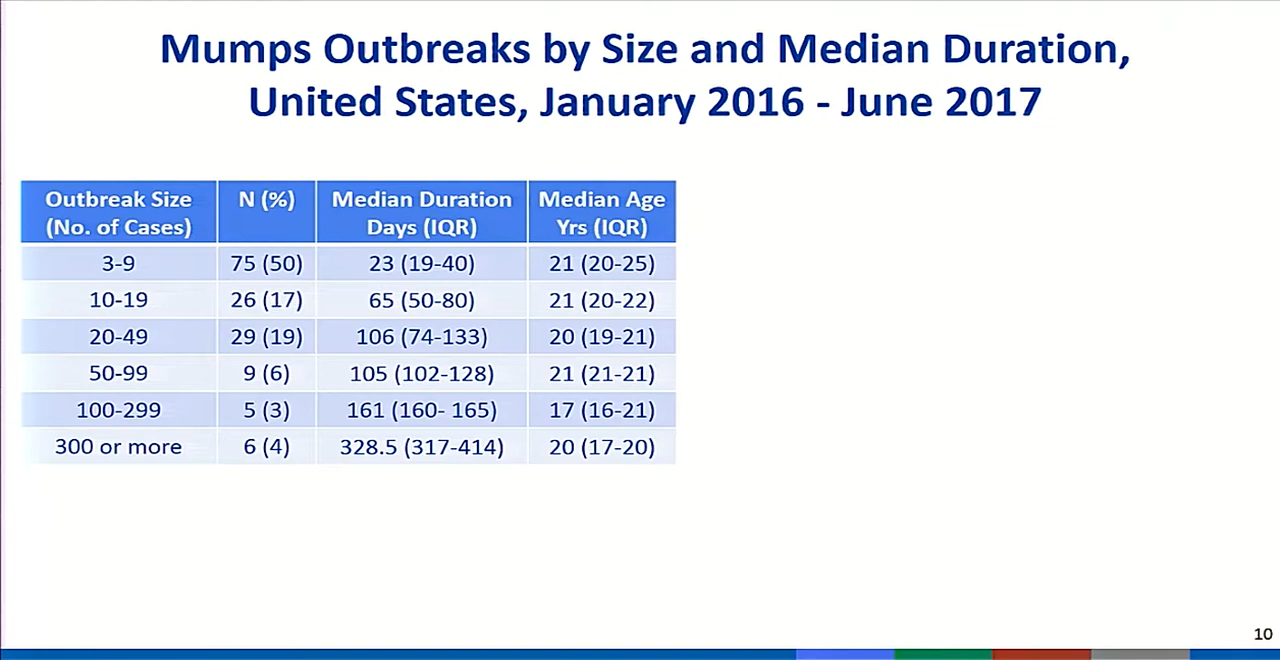 Mumps Outbreaks by Size and Median Duration,
United States, January 2016 - June 2017
Outbreak Size (No. of Cases) N (%) Median Duration Days (IQR) Median Age Yrs (IQR)
3-9 75 (50) 23 (19-40) 21 (20-25)
10-19 26 (17) 65 (50-80) 21 (20-22)
20-49 29 (19) 106 (74-133) 20 (19-21)
50-99 9 (6) 105 (102-128) 21 (21-21)
100-299 5 (3) 161 (160- 165) 17 (16-21)
300 or more 6 (4) 328.5 (317-414) 20 (17-20)
10